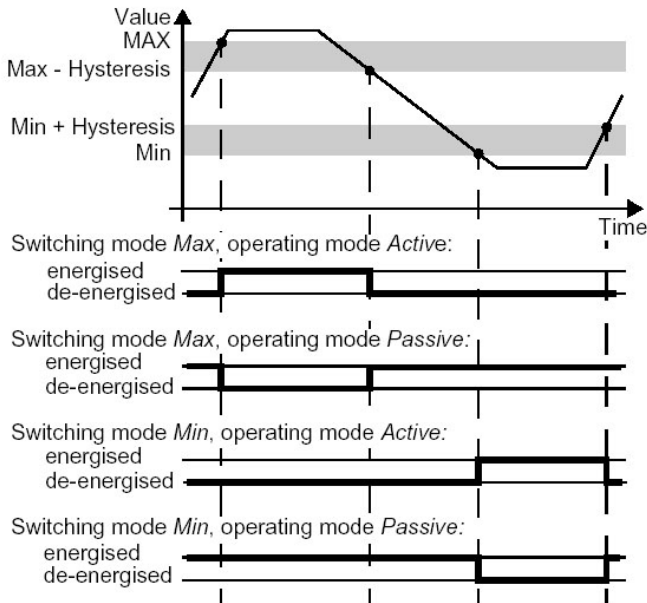 Value
MAX
Max - Hysteresis
Min + Hysteresis
Min
Time
Switching mode Max, operating mode Active:
energised
de-energised
Switching mode Max, operating mode Passive:
energised
de-energised
Switching mode Min, operating mode Active:
energised
de-energised
Switching mode Min, operating mode Passive:
energised
de-energised